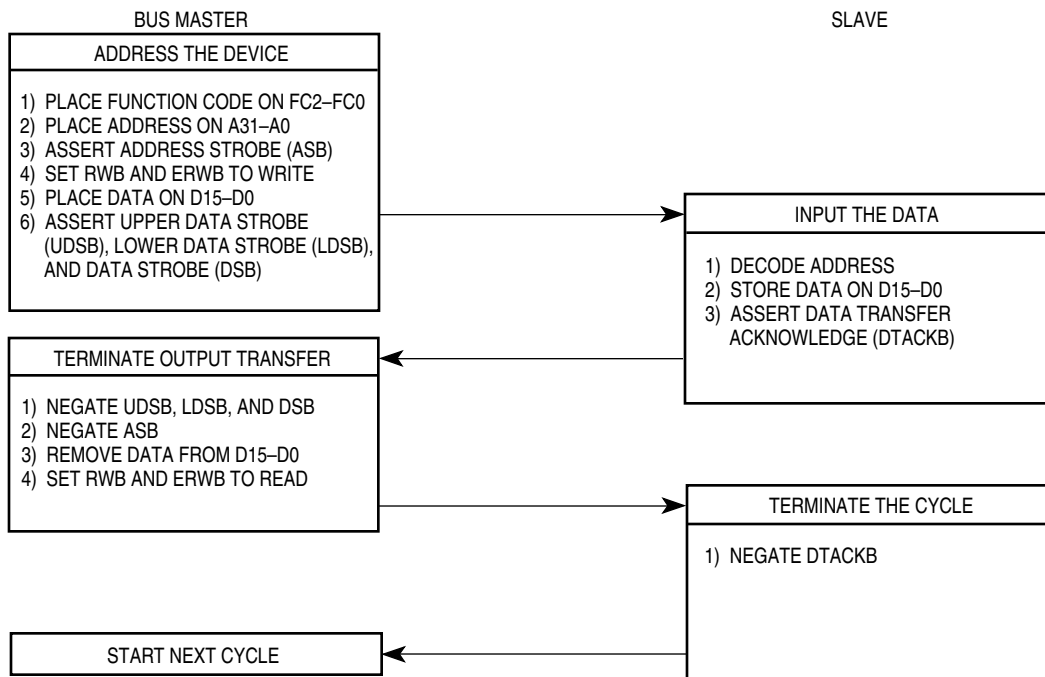 BUS MASTER
SLAVE
ADDRESS THE DEVICE
1) PLACE FUNCTION CODE ON FC2–FC0
2) PLACE ADDRESS ON A31–A0
3) ASSERT ADDRESS STROBE (ASB)
4) SET RWB AND ERWB TO WRITE
5) PLACE DATA ON D15–D0
6) ASSERT UPPER DATA STROBE
(UDSB), LOWER DATA STROBE (LDSB),
AND DATA STROBE (DSB)
INPUT THE DATA
1) DECODE ADDRESS
2) STORE DATA ON D15–D0
3) ASSERT DATA TRANSFER
ACKNOWLEDGE (DTACKB)
TERMINATE OUTPUT TRANSFER
1) NEGATE UDSB, LDSB, AND DSB
2) NEGATE ASB
3) REMOVE DATA FROM D15–D0
4) SET RWB AND ERWB TO READ
TERMINATE THE CYCLE
1) NEGATE DTACKB
START NEXT CYCLE